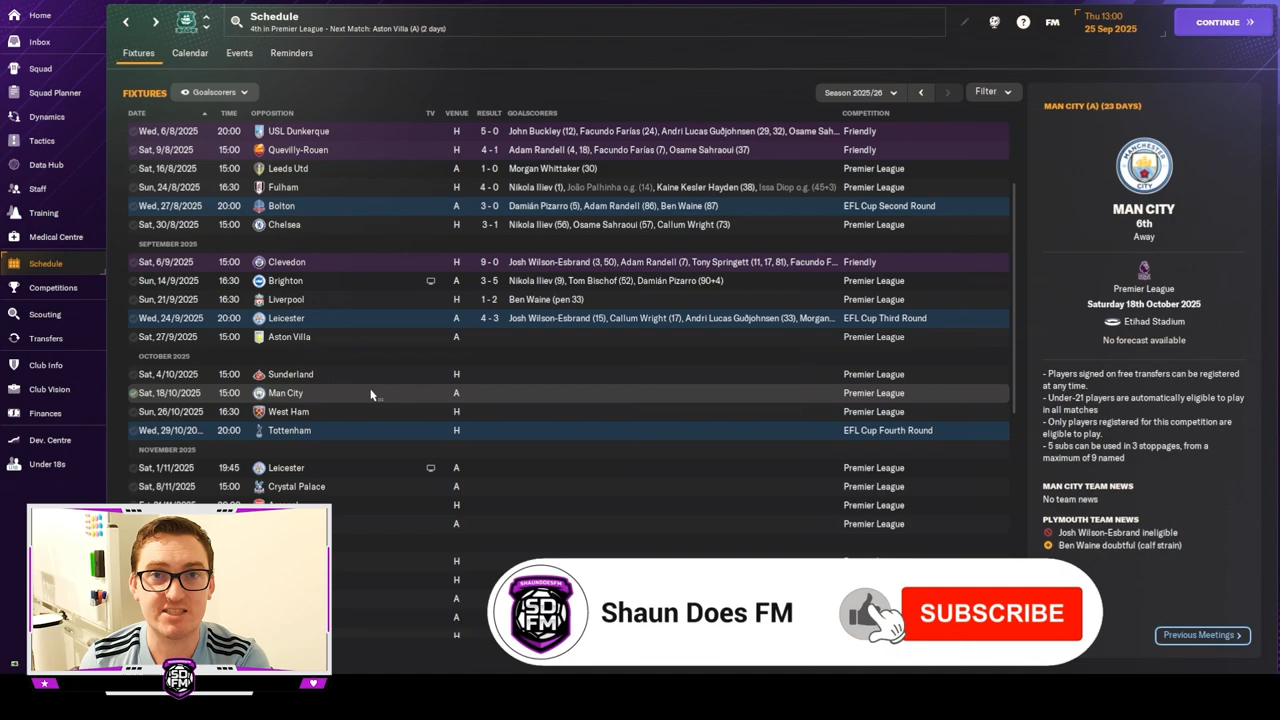 Home
Inbox
Squad
Squad Planner
Dynamics
Tactics
Data Hub
Staff
Training
Medical Centre
Schedule
Competitions
Scouting
Transfers
Club Info
Club Vision
Finances
Dev. Centre
Under 18s
Schedule
4th in Premier League - Next Match: Aston Villa (A) (2 days)
FM
Thu 13:00
25 Sep 2025
CONTINUE
Fixtures Calendar Events Reminders
FIXTURES Goalscorers Season 2025/26 Filter
DATE TIME OPPOSITION TV VENUE RESULT GOALSCORERS COMPETITION
Wed, 6/8/2025 20:00 USL Dunkerque H 5 - 0 John Buckley (12), Facundo Farías (24), Andri Lucas Guðjohnsen (29, 32), Osame Sah... Friendly
Sat, 9/8/2025 15:00 Quevilly-Rouen H 4 - 1 Adam Randell (4, 18), Facundo Farías (7), Osame Sahraoui (37) Friendly
Sat, 16/8/2025 15:00 Leeds Utd A 1 - 0 Morgan Whittaker (30) Premier League
Sun, 24/8/2025 16:30 Fulham H 4 - 0 Nikola Iliev (1), João Palhinha o.g. (14), Kaine Kesler Hayden (38), Issa Diop o.g. (45+3) Premier League
Wed, 27/8/2025 20:00 Bolton A 3 - 0 Damián Pizarro (5), Adam Randell (86), Ben Waine (87) EFL Cup Second Round
Sat, 30/8/2025 15:00 Chelsea H 3 - 1 Nikola Iliev (56), Osame Sahraoui (57), Callum Wright (73) Premier League
SEPTEMBER 2025
Sat, 6/9/2025 15:00 Clevedon H 9 - 0 Josh Wilson-Esbrand (3, 50), Adam Randell (7), Tony Springett (11, 17, 81), Facundo F... Friendly
Sun, 14/9/2025 16:30 Brighton A 3 - 5 Nikola Iliev (9), Tom Bischof (52), Damián Pizarro (90+4) Premier League
Sun, 21/9/2025 16:30 Liverpool H 1 - 2 Ben Waine (pen 33) Premier League
Wed, 24/9/2025 20:00 Leicester A 4 - 3 Josh Wilson-Esbrand (15), Callum Wright (17), Andri Lucas Guðjohnsen (33), Morgan... EFL Cup Third Round
Sat, 27/9/2025 15:00 Aston Villa A Premier League
OCTOBER 2025
Sat, 4/10/2025 15:00 Sunderland H Premier League
Sat, 18/10/2025 15:00 Man City A Premier League
Sun, 26/10/2025 16:30 West Ham H Premier League
Wed, 29/10/20... 20:00 Tottenham H EFL Cup Fourth Round
NOVEMBER 2025
Sat, 1/11/2025 19:45 Leicester A Premier League
Sat, 8/11/2025 15:00 Crystal Palace A Premier League
H Premier League
A Premier League
H
H
A
A
H
MAN CITY (A) (23 DAYS)
MAN CITY
6th
Away
Premier League
Saturday 18th October 2025
Etihad Stadium
No forecast available
- Players signed on free transfers can be registered
at any time.
- Under-21 players are automatically eligible to play
in all matches
- Only players registered for this competition are
eligible to play.
- 5 subs can be used in 3 stoppages, from a
maximum of 9 named
MAN CITY TEAM NEWS
No team news
PLYMOUTH TEAM NEWS
Josh Wilson-Esbrand ineligible
Ben Waine doubtful (calf strain)
Previous Meetings
SHAUNDOESFM
SD
FM
Shaun Does FM
SUBSCRIBE
SD
FM